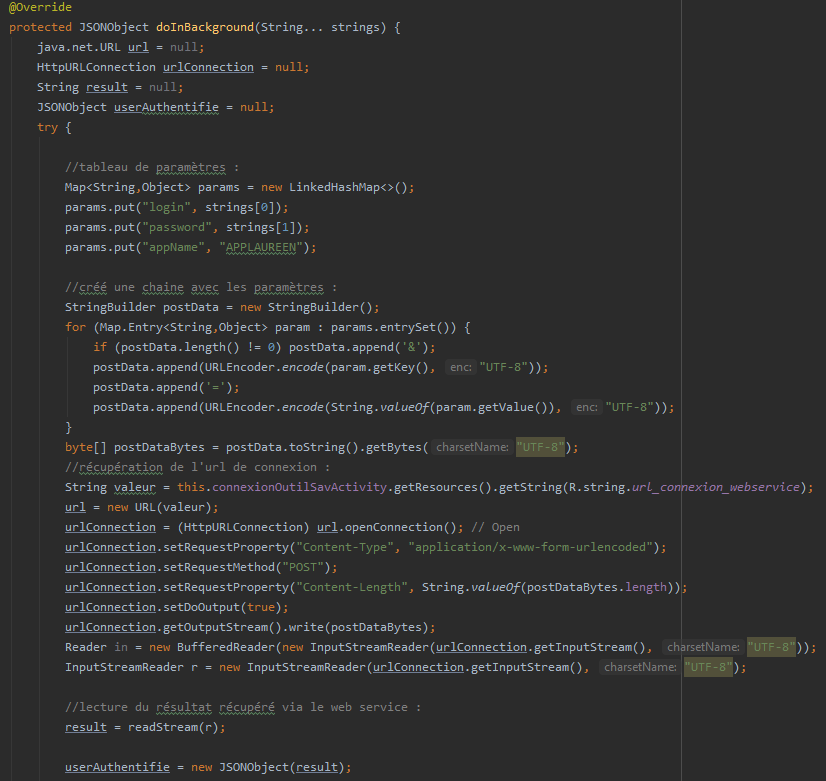 @Override
protected JSONObject doInBackground(String... strings) {
java.net.URL url = null;
HttpURLConnection urlConnection = null;
String result = null;
JSONObject userAuthentifie = null;
try {
//tableau de paramètres :
Map<String,Object> params = new LinkedHashMap<>();
params.put("login", strings[0]);
params.put("password", strings[1]);
params.put("appName", "APPLAUREEN");
//créé une chaine avec les paramètres :
StringBuilder postData = new StringBuilder();
for (Map.Entry<String,Object> param : params.entrySet()) {
if (postData.length() != 0) postData.append('&');
postData.append(URLEncoder.encode(param.getKey(), enc: "UTF-8"));
postData.append('=');
postData.append(URLEncoder.encode(String.valueOf(param.getValue()), enc: "UTF-8"));
}
byte[] postDataBytes = postData.toString().getBytes( charsetName: "UTF-8");
//récupération de l'url de connexion :
String valeur = this.connexionOutilSavActivity.getResources().getString(R.string.url_connexion_webservice);
url = new URL(valeur);
urlConnection = (HttpURLConnection) url.openConnection(); // Open
urlConnection.setRequestProperty("Content-Type", "application/x-www-form-urlencoded");
urlConnection.setRequestMethod("POST");
urlConnection.setRequestProperty("Content-Length", String.valueOf(postDataBytes.length));
urlConnection.setDoOutput(true);
urlConnection.getOutputStream().write(postDataBytes);
Reader in = new BufferedReader(new InputStreamReader(urlConnection.getInputStream(), charsetName: "UTF-8"));
InputStreamReader r = new InputStreamReader(urlConnection.getInputStream(), charsetName: "UTF-8");
//lecture du résultat récupéré via le web service :
result = readStream(r);
userAuthentifie = new JSONObject(result);